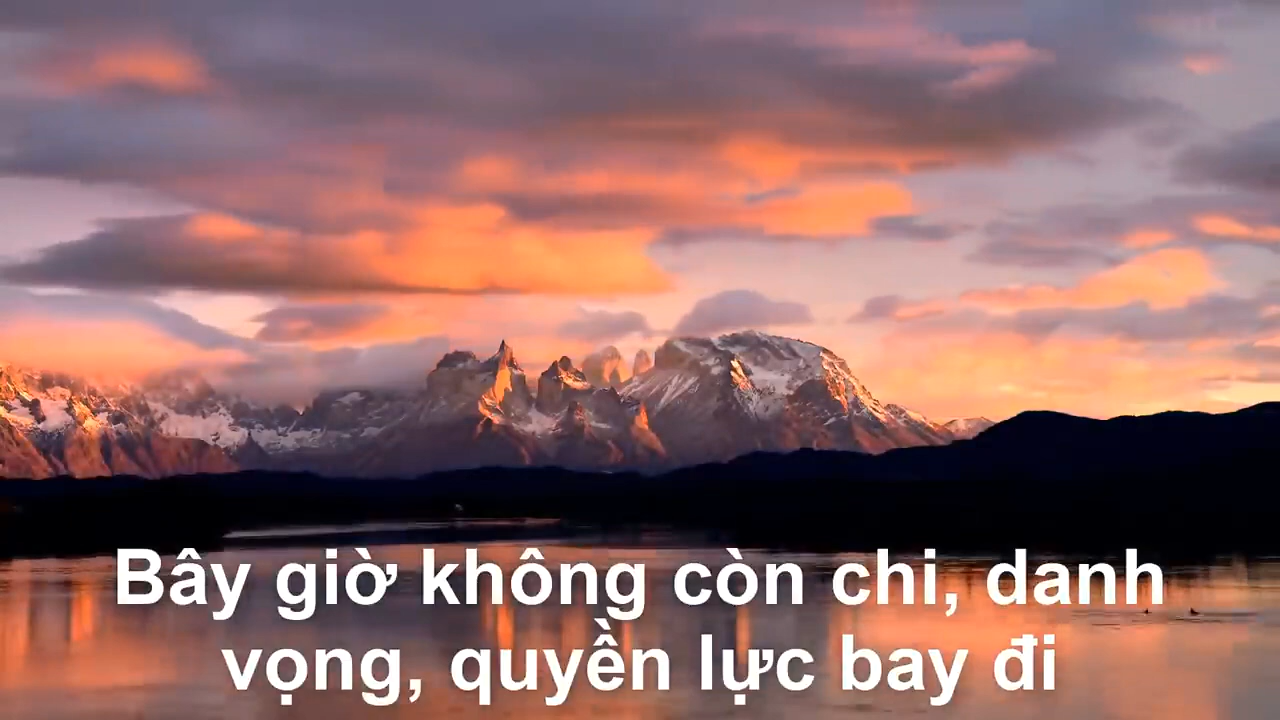 Bây giờ không còn chi, danh
vọng, quyền lực bay đi